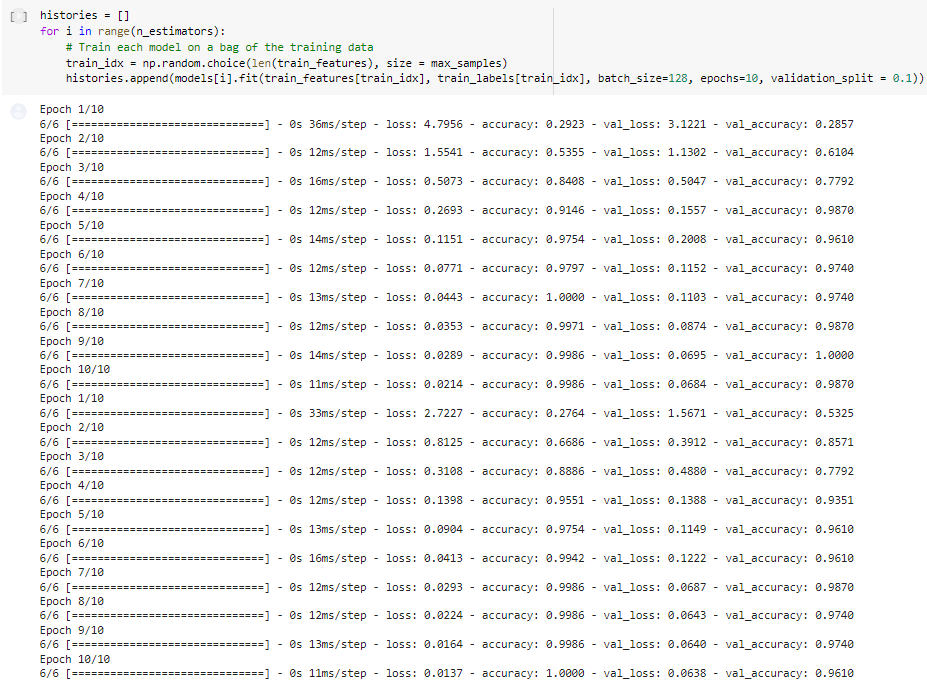 [ ]
histories = []
for i in range(n_estimators):
# Train each model on a bag of the training data
train_idx = np.random.choice(len(train_features), size = max_samples)
histories.append(models[i].fit(train_features[train_idx], train_labels[train_idx], batch_size=128, epochs=10, validation_split = 0.1))
Epoch 1/10
6/6 [==============================] - 0s 36ms/step - loss: 4.7956 - accuracy: 0.2923 - val_loss: 3.1221 - val_accuracy: 0.2857
Epoch 2/10
6/6 [==============================] - 0s 12ms/step - loss: 1.5541 - accuracy: 0.5355 - val_loss: 1.1302 - val_accuracy: 0.6104
Epoch 3/10
6/6 [==============================] - 0s 16ms/step - loss: 0.5073 - accuracy: 0.8408 - val_loss: 0.5047 - val_accuracy: 0.7792
Epoch 4/10
6/6 [==============================] - 0s 12ms/step - loss: 0.2693 - accuracy: 0.9146 - val_loss: 0.1557 - val_accuracy: 0.9870
Epoch 5/10
6/6 [==============================] - 0s 14ms/step - loss: 0.1151 - accuracy: 0.9754 - val_loss: 0.2008 - val_accuracy: 0.9610
Epoch 6/10
6/6 [==============================] - 0s 12ms/step - loss: 0.0771 - accuracy: 0.9797 - val_loss: 0.1152 - val_accuracy: 0.9740
Epoch 7/10
6/6 [==============================] - 0s 13ms/step - loss: 0.0443 - accuracy: 1.0000 - val_loss: 0.1103 - val_accuracy: 0.9740
Epoch 8/10
6/6 [==============================] - 0s 12ms/step - loss: 0.0353 - accuracy: 0.9971 - val_loss: 0.0874 - val_accuracy: 0.9870
Epoch 9/10
6/6 [==============================] - 0s 14ms/step - loss: 0.0289 - accuracy: 0.9986 - val_loss: 0.0695 - val_accuracy: 1.0000
Epoch 10/10
6/6 [==============================] - 0s 11ms/step - loss: 0.0214 - accuracy: 0.9986 - val_loss: 0.0684 - val_accuracy: 0.9870
Epoch 1/10
6/6 [==============================] - 0s 33ms/step - loss: 2.7227 - accuracy: 0.2764 - val_loss: 1.5671 - val_accuracy: 0.5325
Epoch 2/10
6/6 [==============================] - 0s 12ms/step - loss: 0.8125 - accuracy: 0.6686 - val_loss: 0.3912 - val_accuracy: 0.8571
Epoch 3/10
6/6 [==============================] - 0s 12ms/step - loss: 0.3108 - accuracy: 0.8886 - val_loss: 0.4880 - val_accuracy: 0.7792
Epoch 4/10
6/6 [==============================] - 0s 12ms/step - loss: 0.1398 - accuracy: 0.9551 - val_loss: 0.1388 - val_accuracy: 0.9351
Epoch 5/10
6/6 [==============================] - 0s 13ms/step - loss: 0.0904 - accuracy: 0.9754 - val_loss: 0.1149 - val_accuracy: 0.9610
Epoch 6/10
6/6 [==============================] - 0s 16ms/step - loss: 0.0413 - accuracy: 0.9942 - val_loss: 0.1222 - val_accuracy: 0.9610
Epoch 7/10
6/6 [==============================] - 0s 12ms/step - loss: 0.0293 - accuracy: 0.9986 - val_loss: 0.0687 - val_accuracy: 0.9870
Epoch 8/10
6/6 [==============================] - 0s 12ms/step - loss: 0.0224 - accuracy: 0.9986 - val_loss: 0.0643 - val_accuracy: 0.9740
Epoch 9/10
6/6 [==============================] - 0s 13ms/step - loss: 0.0164 - accuracy: 0.9986 - val_loss: 0.0640 - val_accuracy: 0.9740
Epoch 10/10
6/6 [==============================] - 0s 11ms/step - loss: 0.0137 - accuracy: 1.0000 - val_loss: 0.0638 - val_accuracy: 0.9610